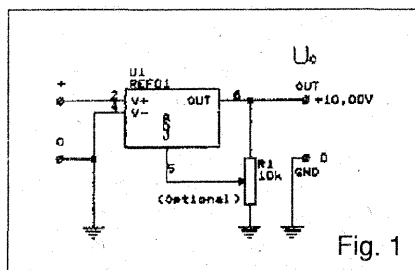 U₀
U1
REF01
OUT
+
2
V+
OUT
6
+10,00V
4
V-
ADJ
0
5
R1
10k
0
GND
(Optional)
Fig. 1